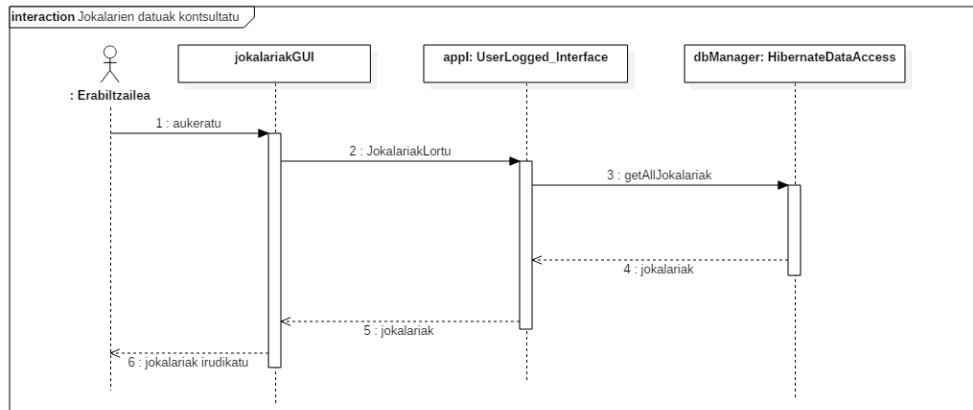 interaction Jokalarien datuak kontsultatu
jokalariakGUI
appl: UserLogged_Interface
dbManager: HibernateDataAccess
: Erabiltzailea
1 : aukeratu
2 : JokalariakLortu
3 : getAllJokalariak
4 : jokalariak
5 : jokalariak
6 : jokalariak irudikatu